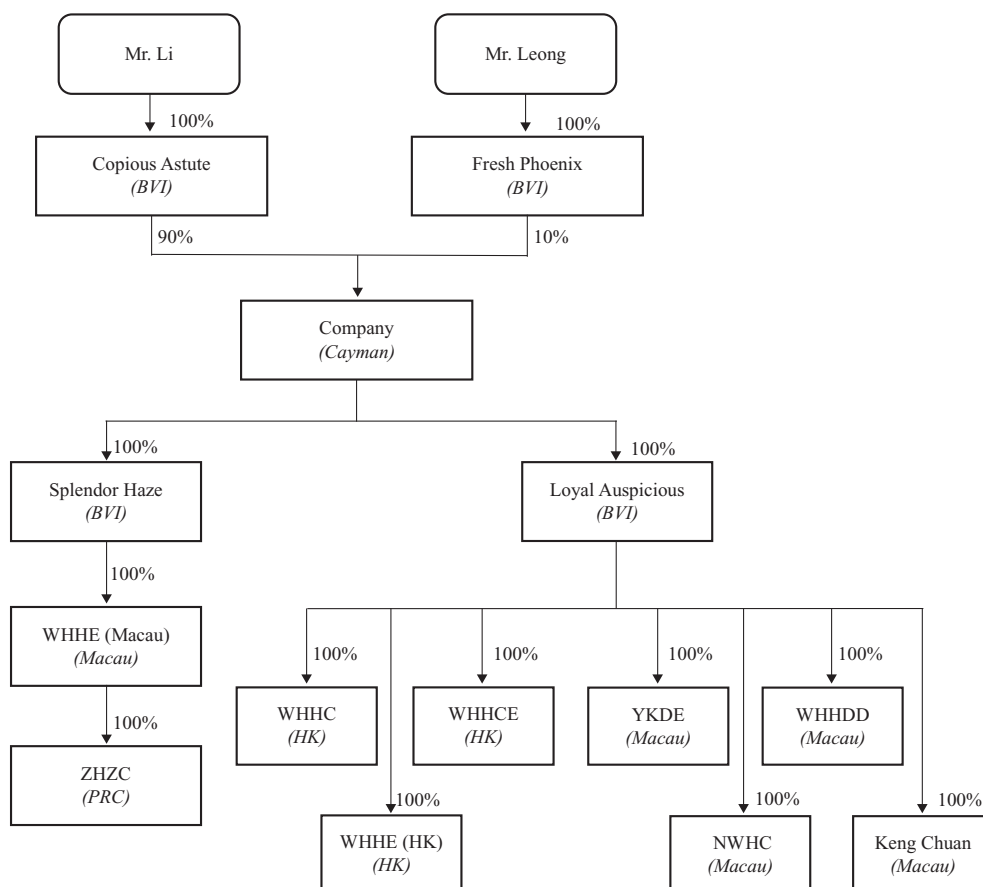 Mr. Li
Mr. Leong
100%
100%
Copious Astute
(BVI)
Fresh Phoenix
(BVI)
90%
10%
Company
(Cayman)
100%
100%
Splendor Haze
(BVI)
Loyal Auspicious
(BVI)
100%
WHHE (Macau)
(Macau)
100%
100%
100%
100%
WHHC
(HK)
WHHCE
(HK)
YKDE
(Macau)
WHHDD
(Macau)
100%
ZHZC
(PRC)
100%
100%
100%
WHHE (HK)
(HK)
NWHC
(Macau)
Keng Chuan
(Macau)